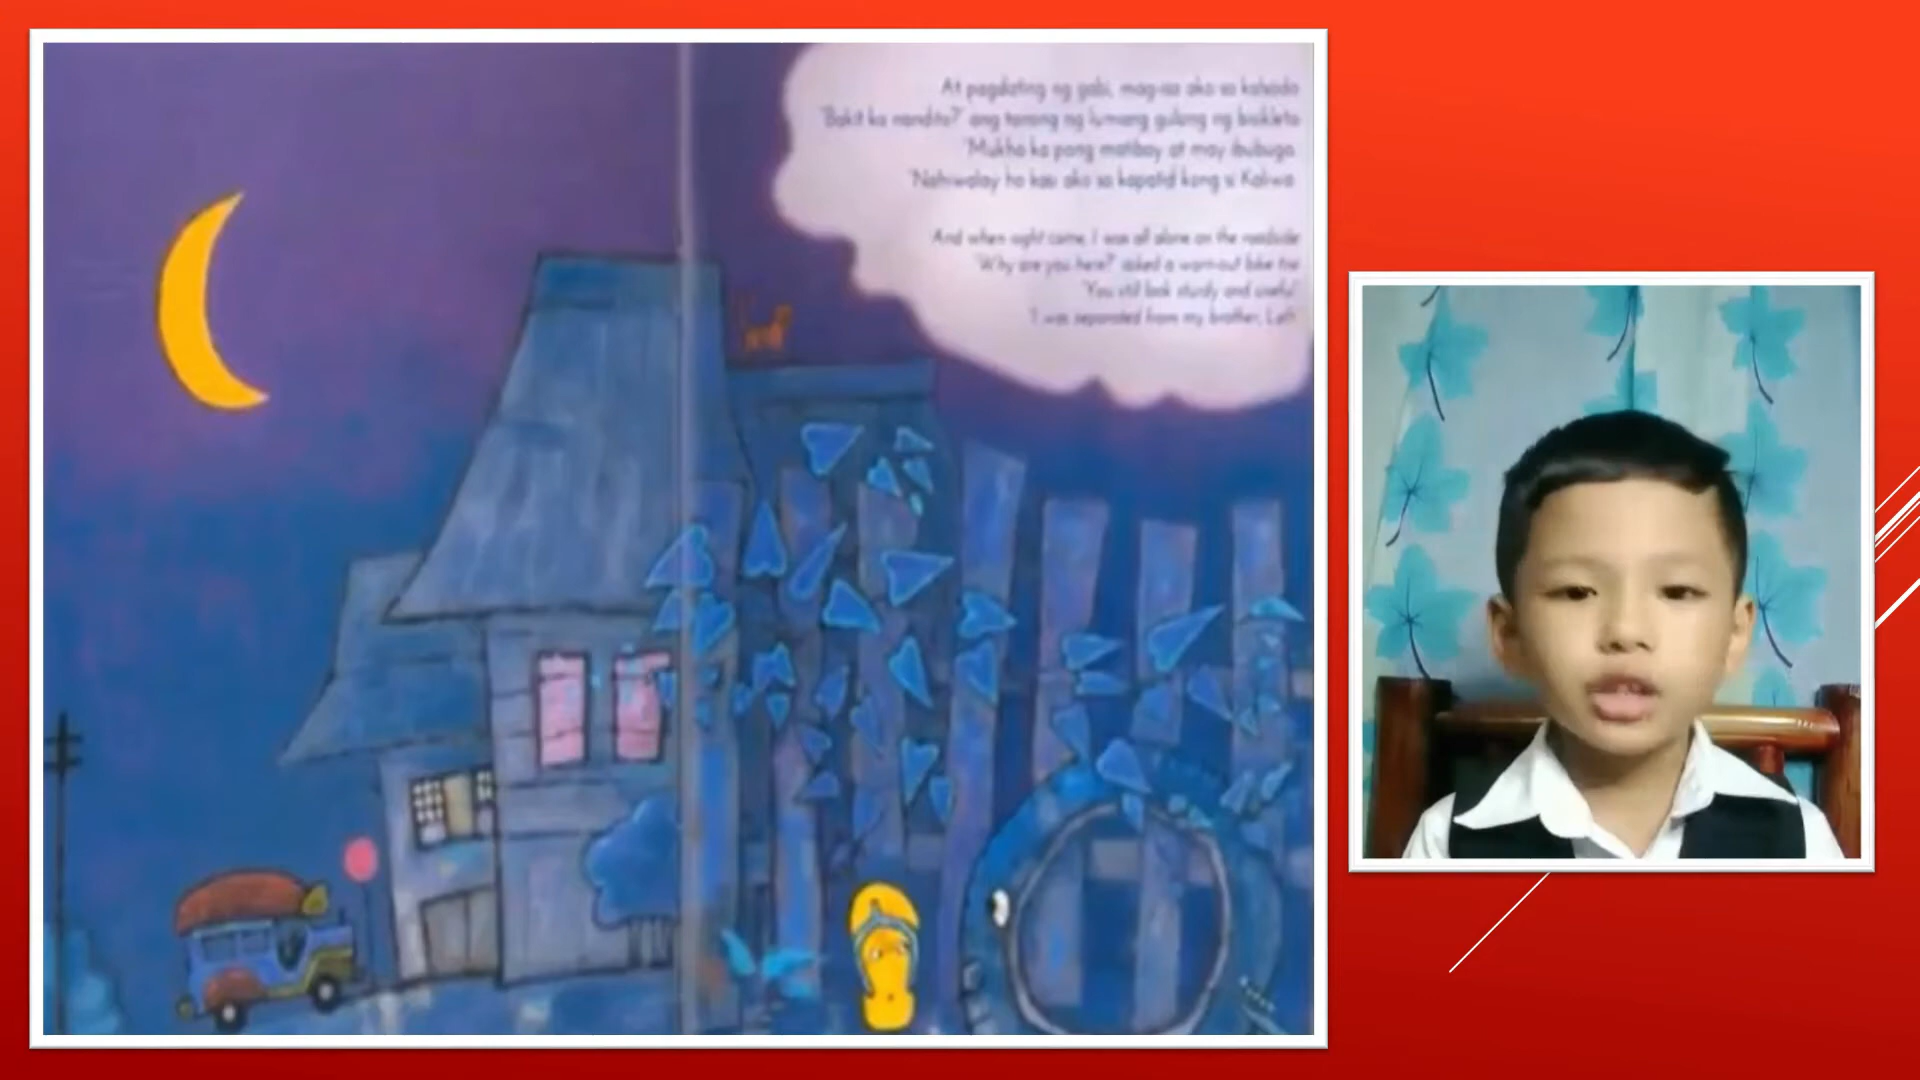 At pagdating ng gabi, mag-isa ako sa kalsada
"Bakit ka nandito?" ang tanong ng lumang gulong ng bisikleta
"Mukha ka pang matibay at may ibubuga
"Nahiwalay ho kasi ako sa kapatid kong si Kaliwa
And when night came, I was all alone on the roadside
"Why are you here?" asked a worn-out bike tire
"You still look sturdy and useful"
"I was separated from my brother, Left